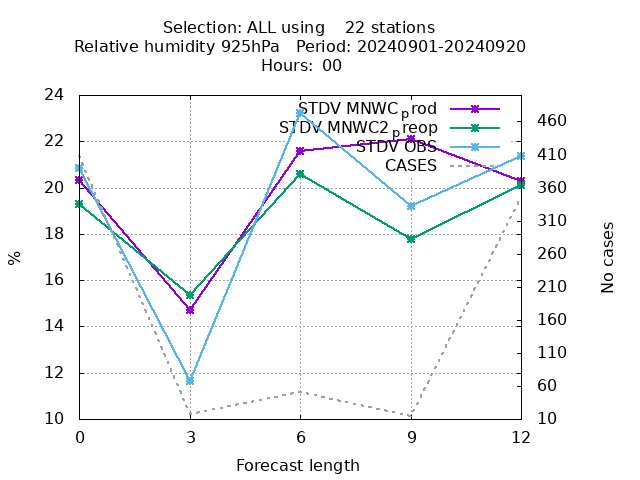 Selection: ALL using    22 stations
Relative humidity 925hPa   Period: 20240901-20240920
Hours: 00
24
22
20
18
16
14
12
10
460
410
360
310
260
210
160
110
60
10
0
3
6
9
12
%
No cases
Forecast length
STDV MNWC_prod
STDV MNWC2_preop
STDV OBS
CASES